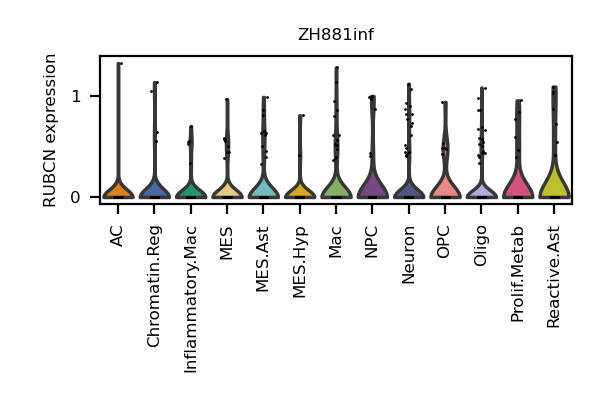 ZH881inf
RUBCN expression
1
0
AC
Chromatin.Reg
Inflammatory.Mac
MES
MES.Ast
MES.Hyp
Mac
NPC
Neuron
OPC
Oligo
Prolif.Metab
Reactive.Ast